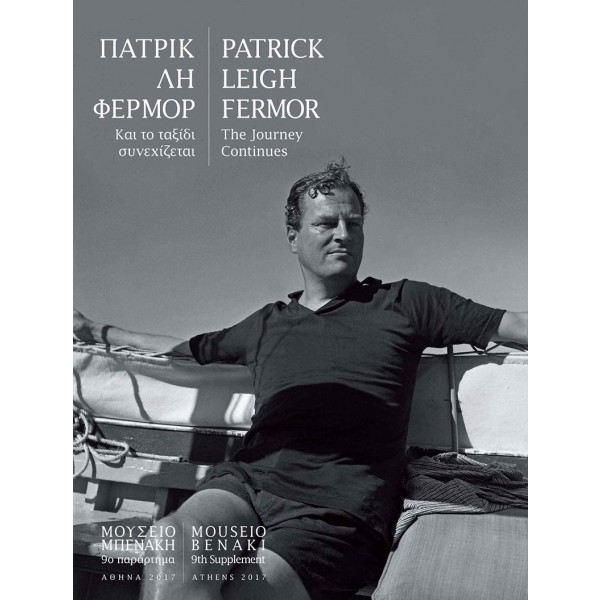 ΠΑΤΡΙΚ
ΛΗ
ΦΕΡΜΟΡ
Και το ταξίδι
συνεχίζεται
PATRICK
LEIGH
FERMOR
The Journey
Continues
ΜΟΥΣΕΙΟ
ΜΠΕΝΑΚΗ
9ο παράρτημα
ΑΘΗΝΑ 2017
MOUSEIO
BENAKI
9th Supplement
ATHENS 2017